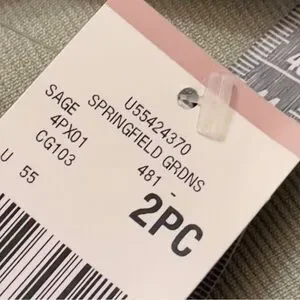 U55424370
SPRINGFIELD GRDNS
SAGE 481 -
4PX01
CG103 2PC
U 55